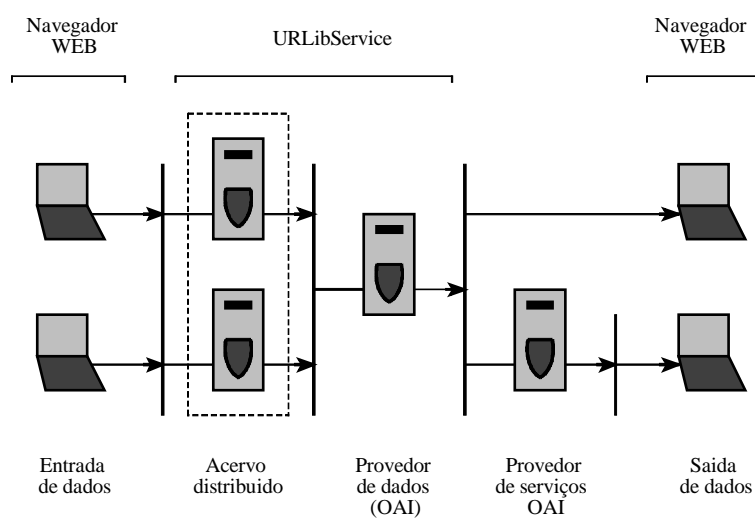 Navegador
WEB
URLibService
Navegador
WEB
Entrada
de dados
Acervo
distribuido
Provedor
de dados
(OAI)
Provedor
de serviços
OAI
Saida
de dados